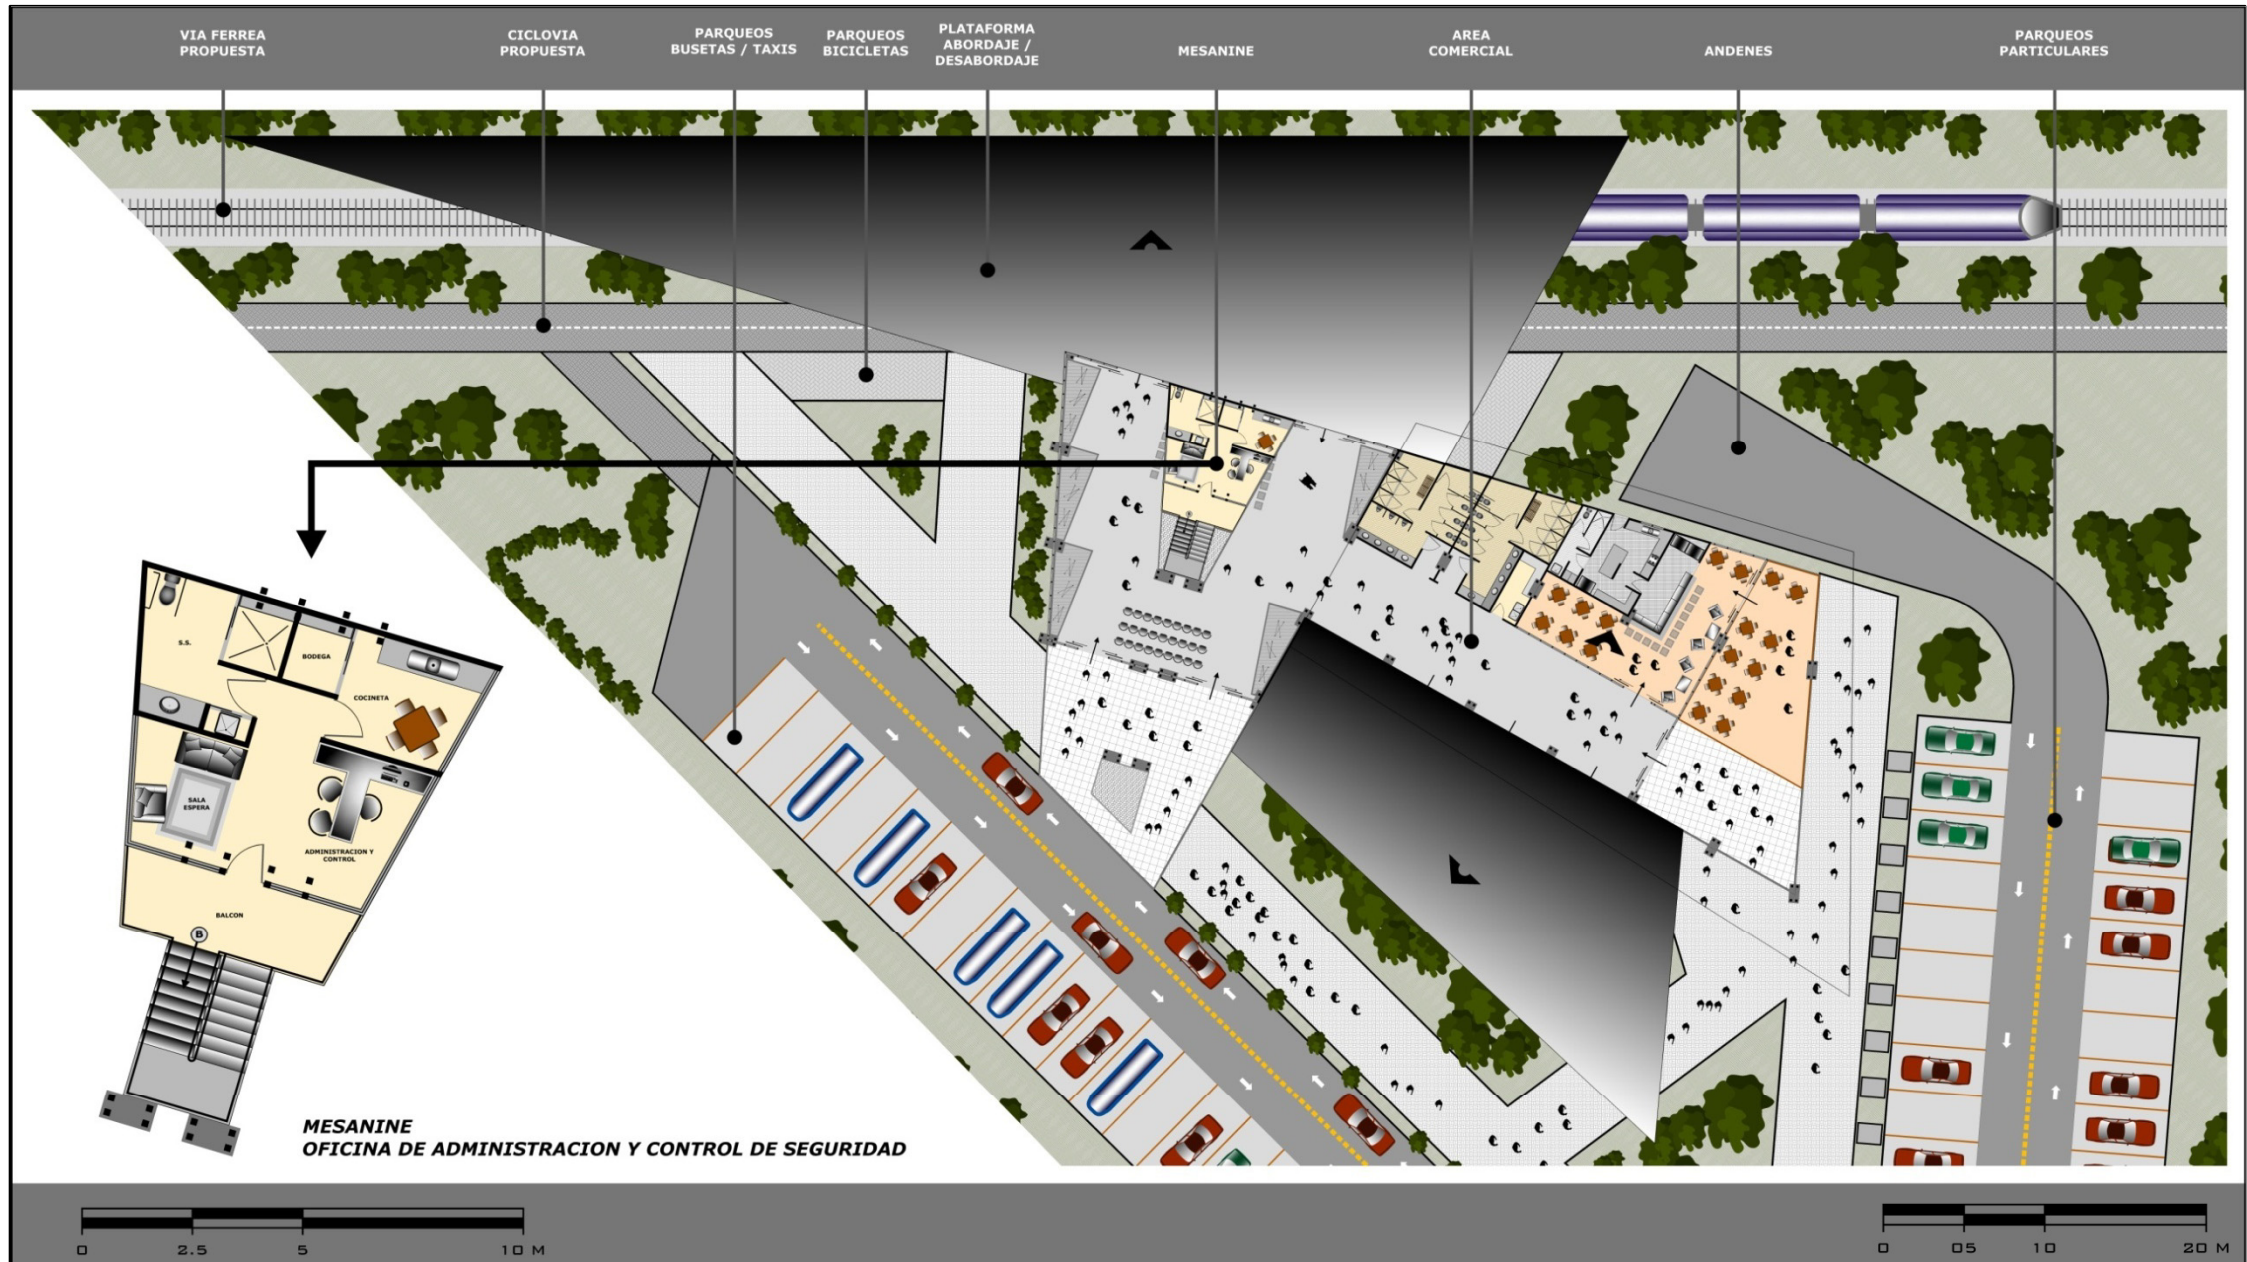 VIA FERREA
PROPUESTA
CICLOVIA
PROPUESTA
PARQUEOS
BUSETAS / TAXIS
PARQUEOS
BICICLETAS
PLATAFORMA
ABORDAJE /
DESABORDAJE
MESANINE
AREA
COMERCIAL
ANDENES
PARQUEOS
PARTICULARES
S.S.
BODEGA
COCINETA
SALA
ESPERA
ADMINISTRACION Y
CONTROL
BALCON
B
MESANINE
OFICINA DE ADMINISTRACION Y CONTROL DE SEGURIDAD
0 2.5 5 10 M
0 05 10 20 M